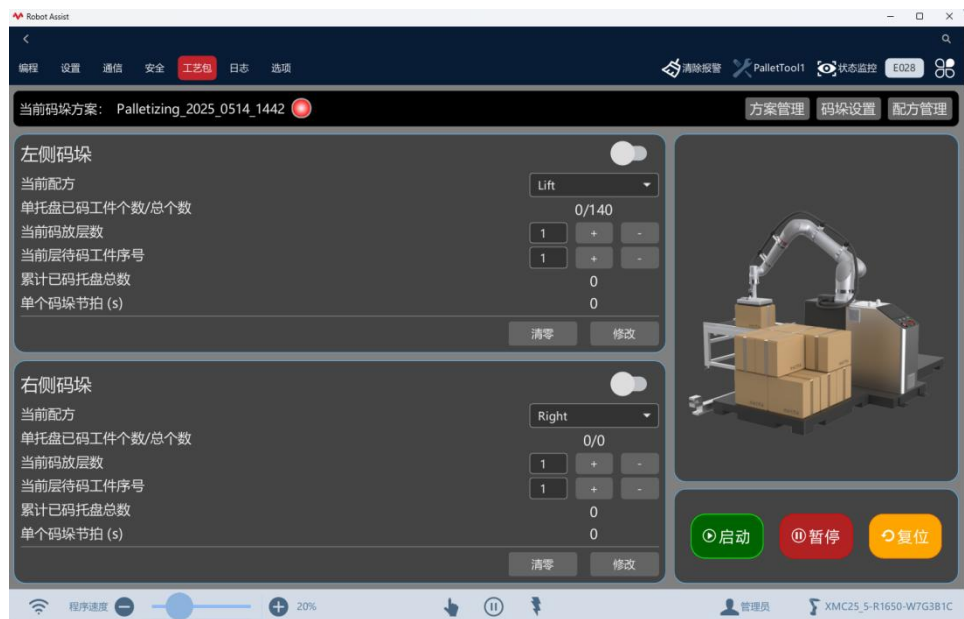 Robot Assist
编程 设置 通信 安全 工艺包 日志 选项 清除报警 PalletTool1 状态监控 E028
当前码垛方案: Palletizing_2025_0514_1442 方案管理 码垛设置 配方管理
左侧码垛
当前配方 Lift
单托盘已码工件个数/总个数 0/140
当前码放层数 1 + -
当前层待码工件序号 1 + -
累计已码托盘总数 0
单个码垛节拍 (s) 0
清零 修改
右侧码垛
当前配方 Right
单托盘已码工件个数/总个数 0/0
当前码放层数 1 + -
当前层待码工件序号 1 + -
累计已码托盘总数 0
单个码垛节拍 (s) 0
清零 修改
启动 暂停 复位
程序速度 20% 管理员 XMC25_5-R1650-W7G3B1C